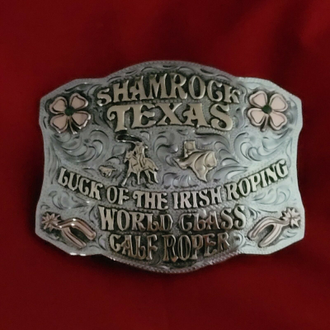 SHAMROCK
TEXAS
LUCK OF THE IRISH ROPING
WORLD CLASS
CALF ROPER